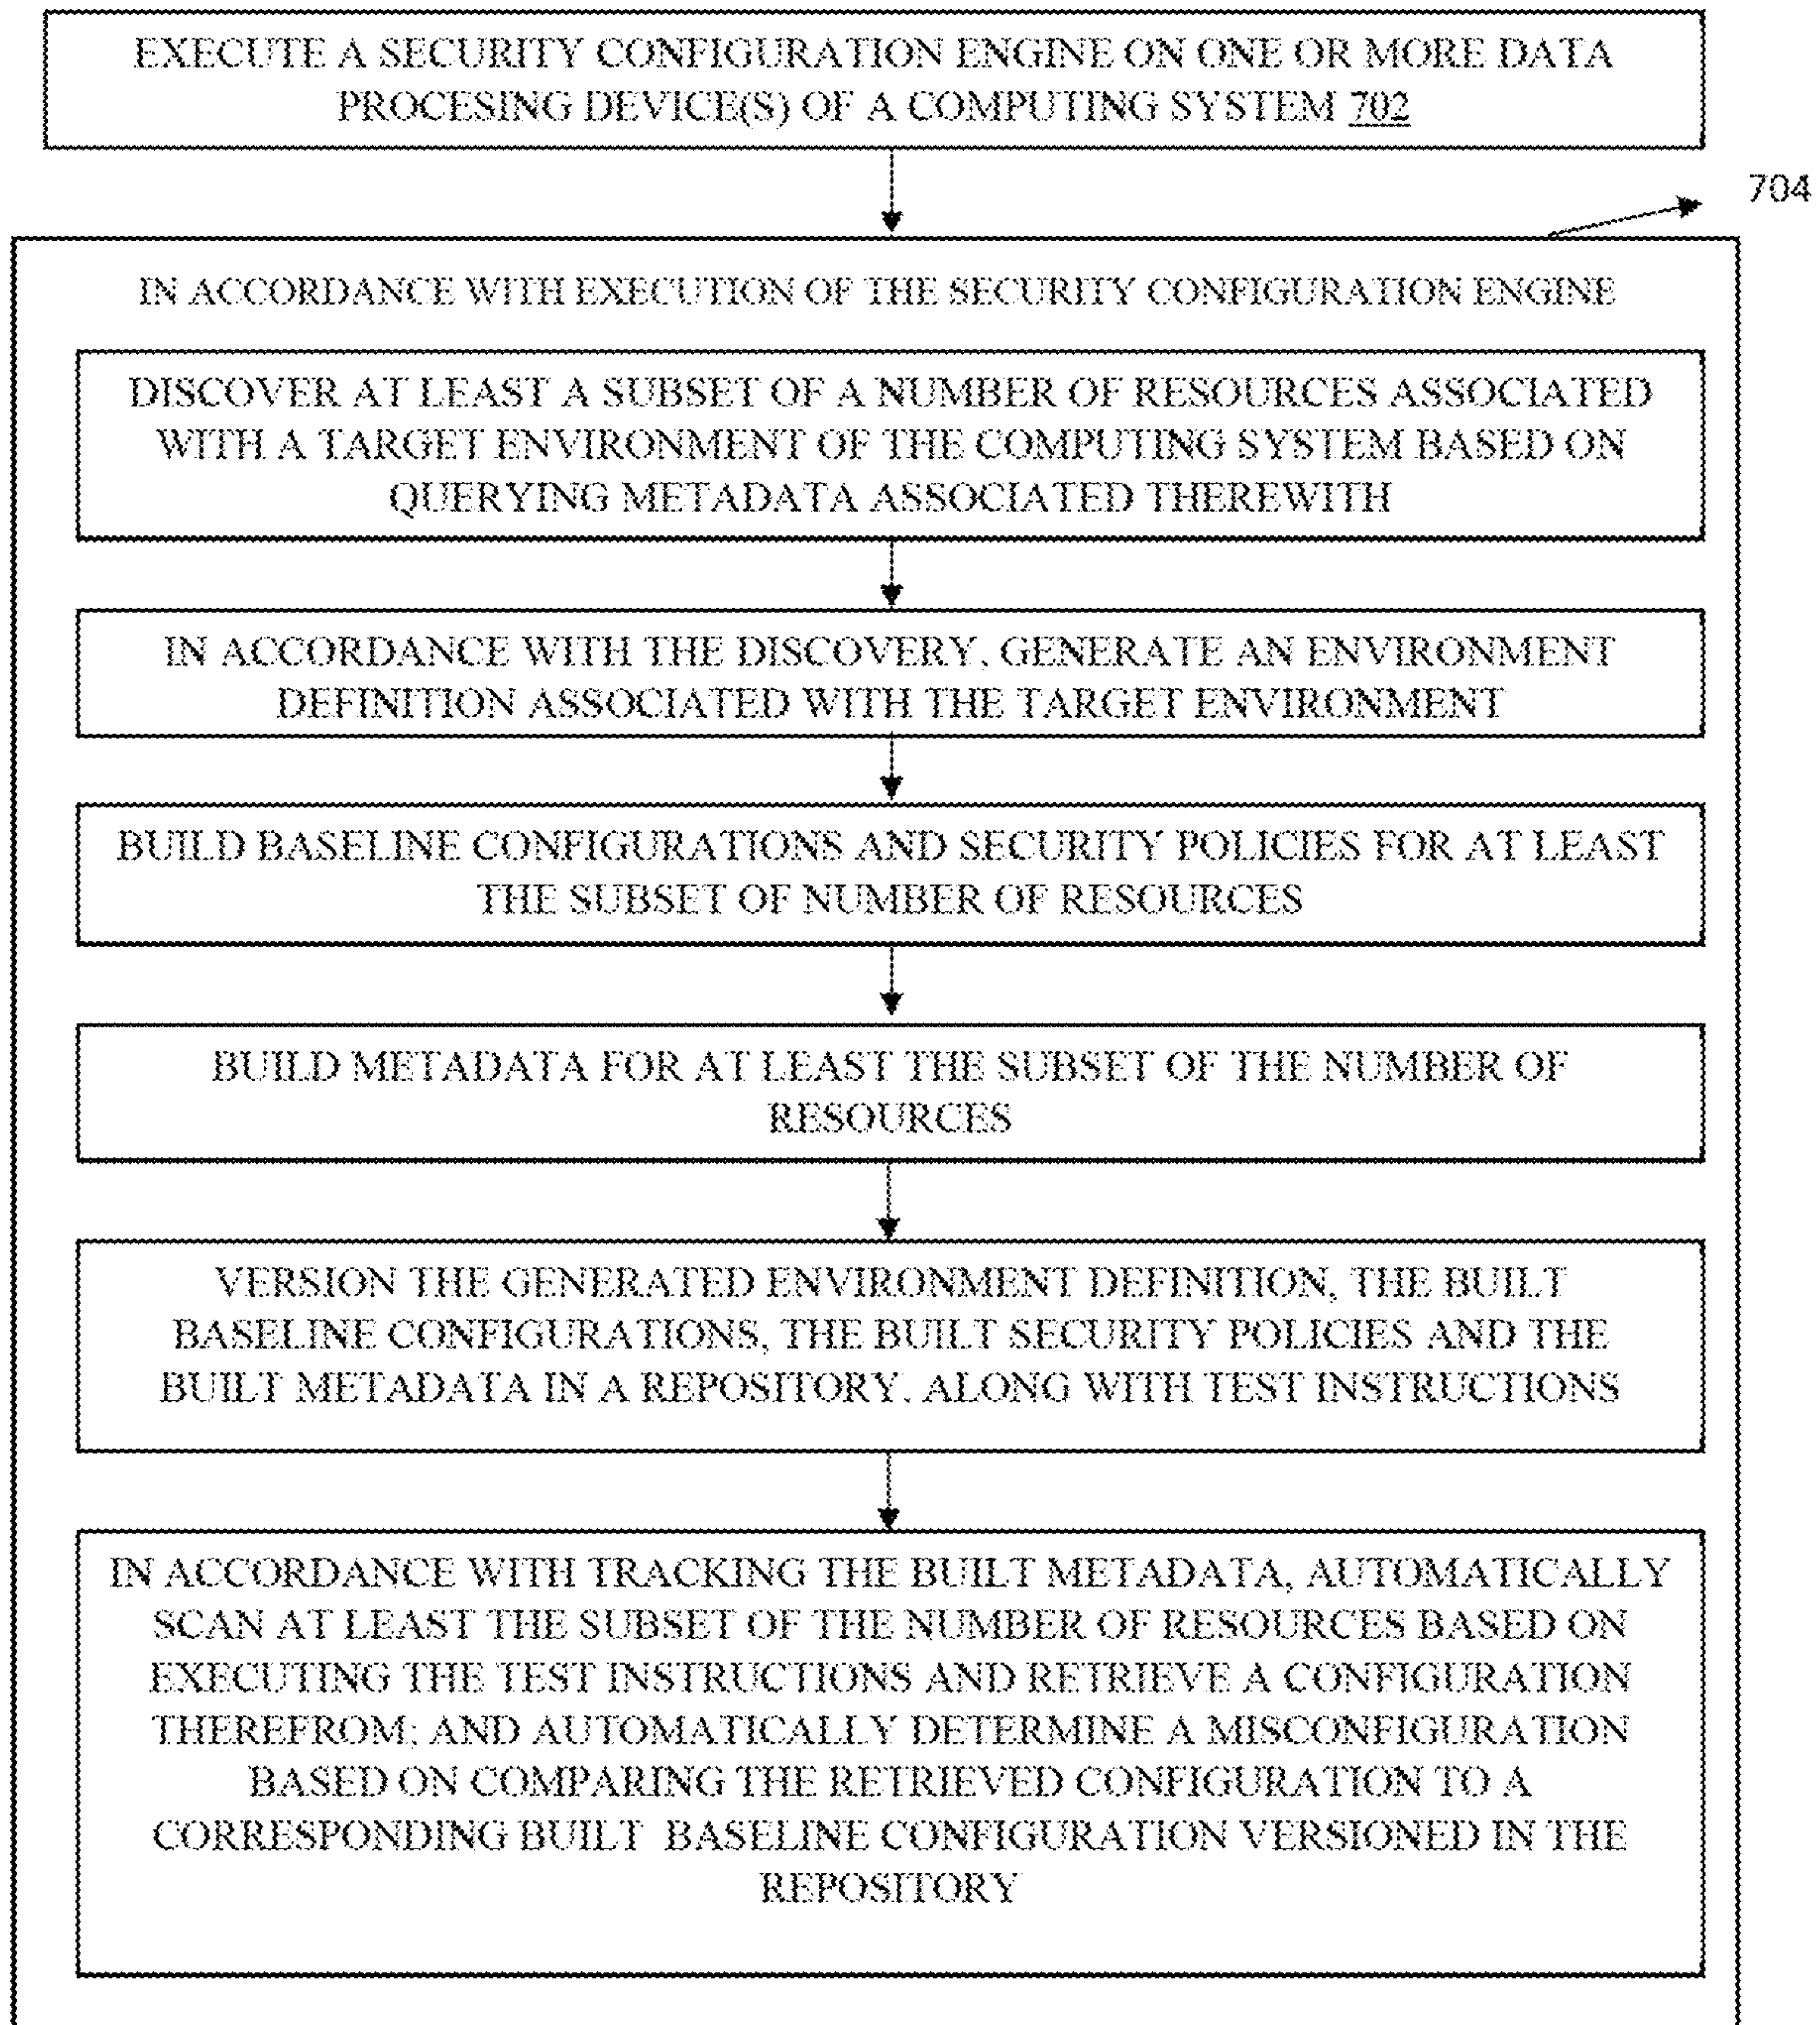 EXECUTE A SECURITY CONFIGURATION ENGINE ON ONE OR MORE DATA
PROCESING DEVICE(S) OF A COMPUTING SYSTEM 702
704
IN ACCORDANCE WITH EXECUTION OF THE SECURITY CONFIGURATION ENGINE
DISCOVER AT LEAST A SUBSET OF A NUMBER OF RESOURCES ASSOCIATED
WITH A TARGET ENVIRONMENT OF THE COMPUTING SYSTEM BASED ON
QUERYING METADATA ASSOCIATED THEREWITH
IN ACCORDANCE WITH THE DISCOVERY, GENERATE AN ENVIRONMENT
DEFINITION ASSOCIATED WITH THE TARGET ENVIRONMENT
BUILD BASELINE CONFIGURATIONS AND SECURITY POLICIES FOR AT LEAST
THE SUBSET OF NUMBER OF RESOURCES
BUILD METADATA FOR AT LEAST THE SUBSET OF THE NUMBER OF
RESOURCES
VERSION THE GENERATED ENVIRONMENT DEFINITION, THE BUILT
BASELINE CONFIGURATIONS, THE BUILT SECURITY POLICIES AND THE
BUILT METADATA IN A REPOSITORY, ALONG WITH TEST INSTRUCTIONS
IN ACCORDANCE WITH TRACKING THE BUILT METADATA, AUTOMATICALLY
SCAN AT LEAST THE SUBSET OF THE NUMBER OF RESOURCES BASED ON
EXECUTING THE TEST INSTRUCTIONS AND RETRIEVE A CONFIGURATION
THEREFROM; AND AUTOMATICALLY DETERMINE A MISCONFIGURATION
BASED ON COMPARING THE RETRIEVED CONFIGURATION TO A
CORRESPONDING BUILT BASELINE CONFIGURATION VERSIONED IN THE
REPOSITORY